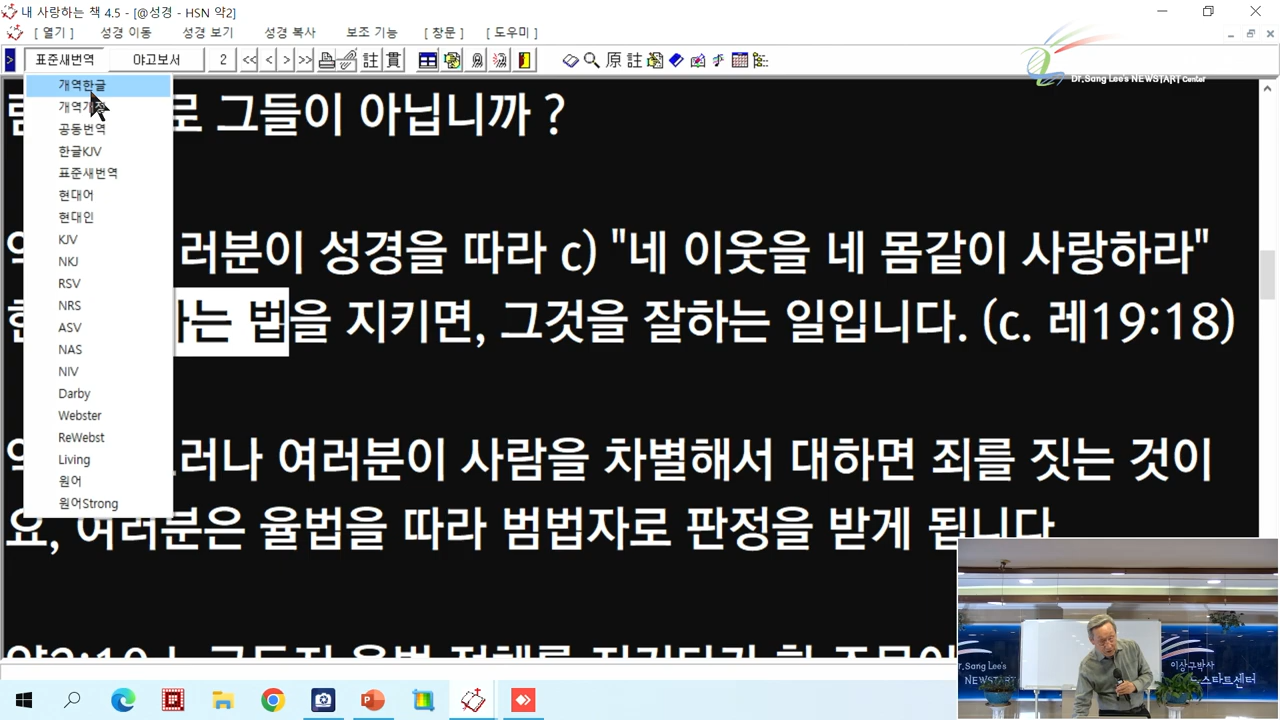 내 사랑하는 책 4.5 - [@성경 - HSN 약2]
[ 열기 ] 성경 이동 성경 보기 성경 복사 보조 기능 [ 창문 ] [ 도우미 ]
> 표준새번역 야고보서 2 << < > >> 註 貫 原 註
Dr.Sang Lee's NEWSTART Center
개역한글
공동번역
한글KJV
표준새번역
현대어
현대인
KJV
NKJ
RSV
NRS
ASV
NAS
NIV
Darby
Webster
ReWebst
Living
원어
원어Strong
로 그들이 아닙니까 ?
러분이 성경을 따라 c) "네 이웃을 네 몸같이 사랑하라"
는 법을 지키면, 그것을 잘하는 일입니다. (c. 레19:18)
러나 여러분이 사람을 차별해서 대하면 죄를 짓는 것이
요, 여러분은 율법을 따라 범법자로 판정을 받게 됩니다
Dr.Sang Lee's
NEWSTART
이상구박사
뉴스타트센터